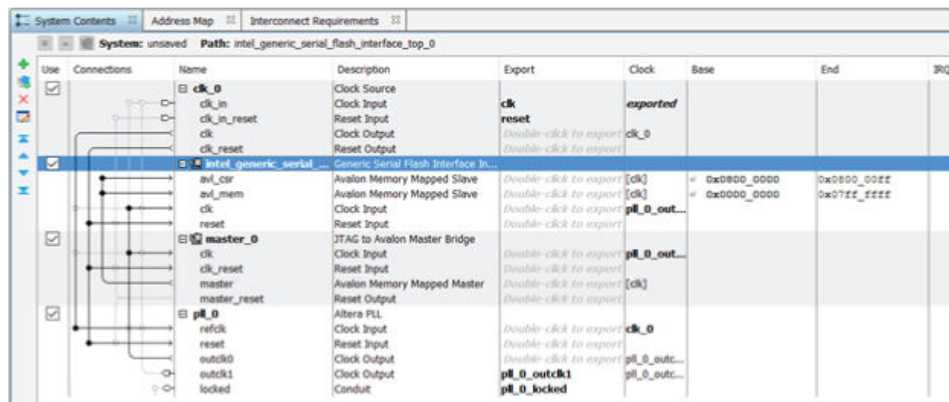 System Contents Address Map Interconnect Requirements
System: unsaved Path: intel_generic_serial_flash_interface_top_0
Use Connections Name Description Export Clock Base End IRQ
clk_0 Clock Source
clk_in Clock Input clk exported
clk_in_reset Reset Input reset
clk Clock Output Double-click to export clk_0
clk_reset Reset Output Double-click to export
intel_generic_serial_... Generic Serial Flash Interface In...
avl_csr Avalon Memory Mapped Slave Double-click to export [clk] 0x0800_0000 0x0800_00ff
avl_mem Avalon Memory Mapped Slave Double-click to export [clk] 0x0000_0000 0x07ff_ffff
clk Clock Input Double-click to export pll_0_out...
reset Reset Input Double-click to export
master_0 JTAG to Avalon Master Bridge
clk Clock Input Double-click to export pll_0_out...
clk_reset Reset Input Double-click to export
master Avalon Memory Mapped Master Double-click to export [clk]
master_reset Reset Output Double-click to export
pll_0 Altera PLL
refclk Clock Input Double-click to export clk_0
reset Reset Input Double-click to export
outclk0 Clock Output Double-click to export pll_0_outc...
outclk1 Clock Output pll_0_outclk1 pll_0_outc...
locked Conduit pll_0_locked